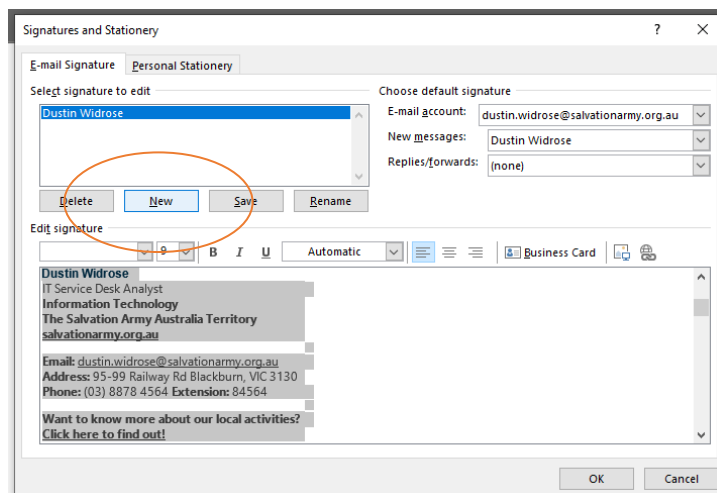 Signatures and Stationery ? ×
E-mail Signature Personal Stationery
Select signature to edit Choose default signature
Dustin Widrose
E-mail account: dustin.widrose@salvationarmy.org.au
New messages: Dustin Widrose
Replies/forwards: (none)
Delete New Save Rename
Edit signature
9 B I U Automatic Business Card
Dustin Widrose
IT Service Desk Analyst
Information Technology
The Salvation Army Australia Territory
salvationarmy.org.au
Email: dustin.widrose@salvationarmy.org.au
Address: 95-99 Railway Rd Blackburn, VIC 3130
Phone: (03) 8878 4564 Extension: 84564
Want to know more about our local activities?
Click here to find out!
OK Cancel